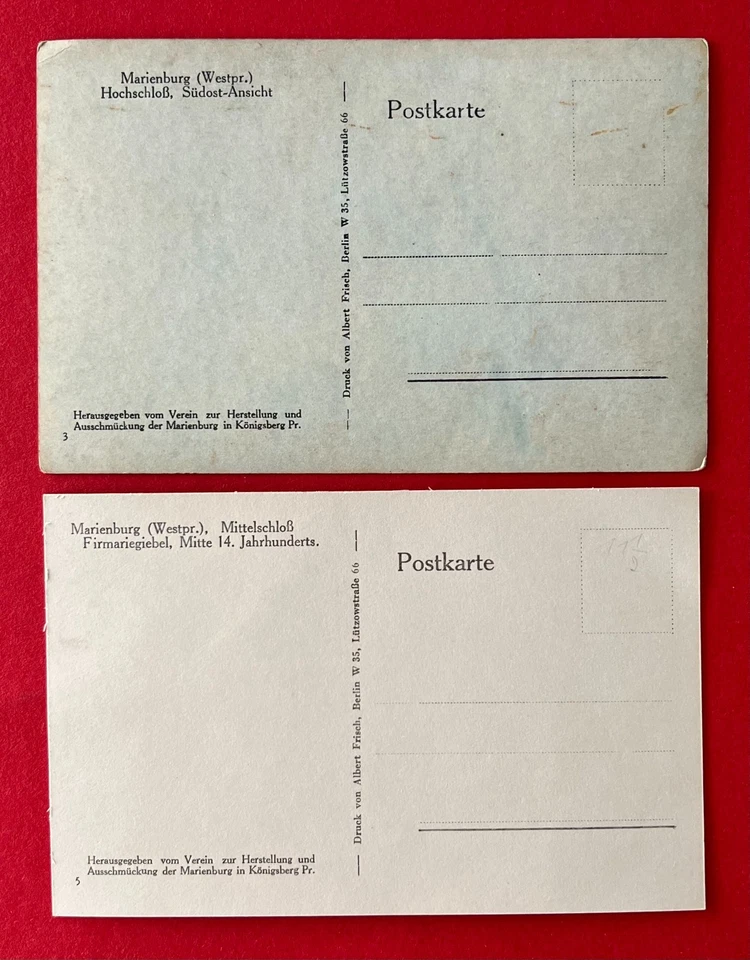 Marienburg (Westpr.)
Hochschloß, Südost-Ansicht
Postkarte
Druck von Albert Frisch, Berlin W 35, Lützowstraße 66
Herausgegeben vom Verein zur Herstellung und
Ausschmückung der Marienburg in Königsberg Pr.
3
Marienburg (Westpr.), Mittelschloß
Firmariegiebel, Mitte 14. Jahrhunderts.
Postkarte
Druck von Albert Frisch, Berlin W 35, Lützowstraße 66
Herausgegeben vom Verein zur Herstellung und
Ausschmückung der Marienburg in Königsberg Pr.
5